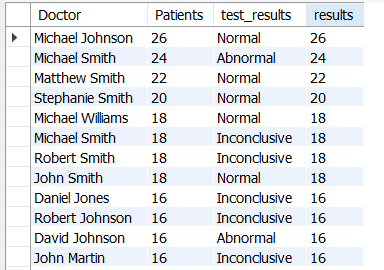 Doctor Patients test_results results
Michael Johnson 26 Normal 26
Michael Smith 24 Abnormal 24
Matthew Smith 22 Normal 22
Stephanie Smith 20 Normal 20
Michael Williams 18 Normal 18
Michael Smith 18 Inconclusive 18
Robert Smith 18 Inconclusive 18
John Smith 18 Normal 18
Daniel Jones 16 Inconclusive 16
Robert Johnson 16 Inconclusive 16
David Johnson 16 Abnormal 16
John Martin 16 Inconclusive 16